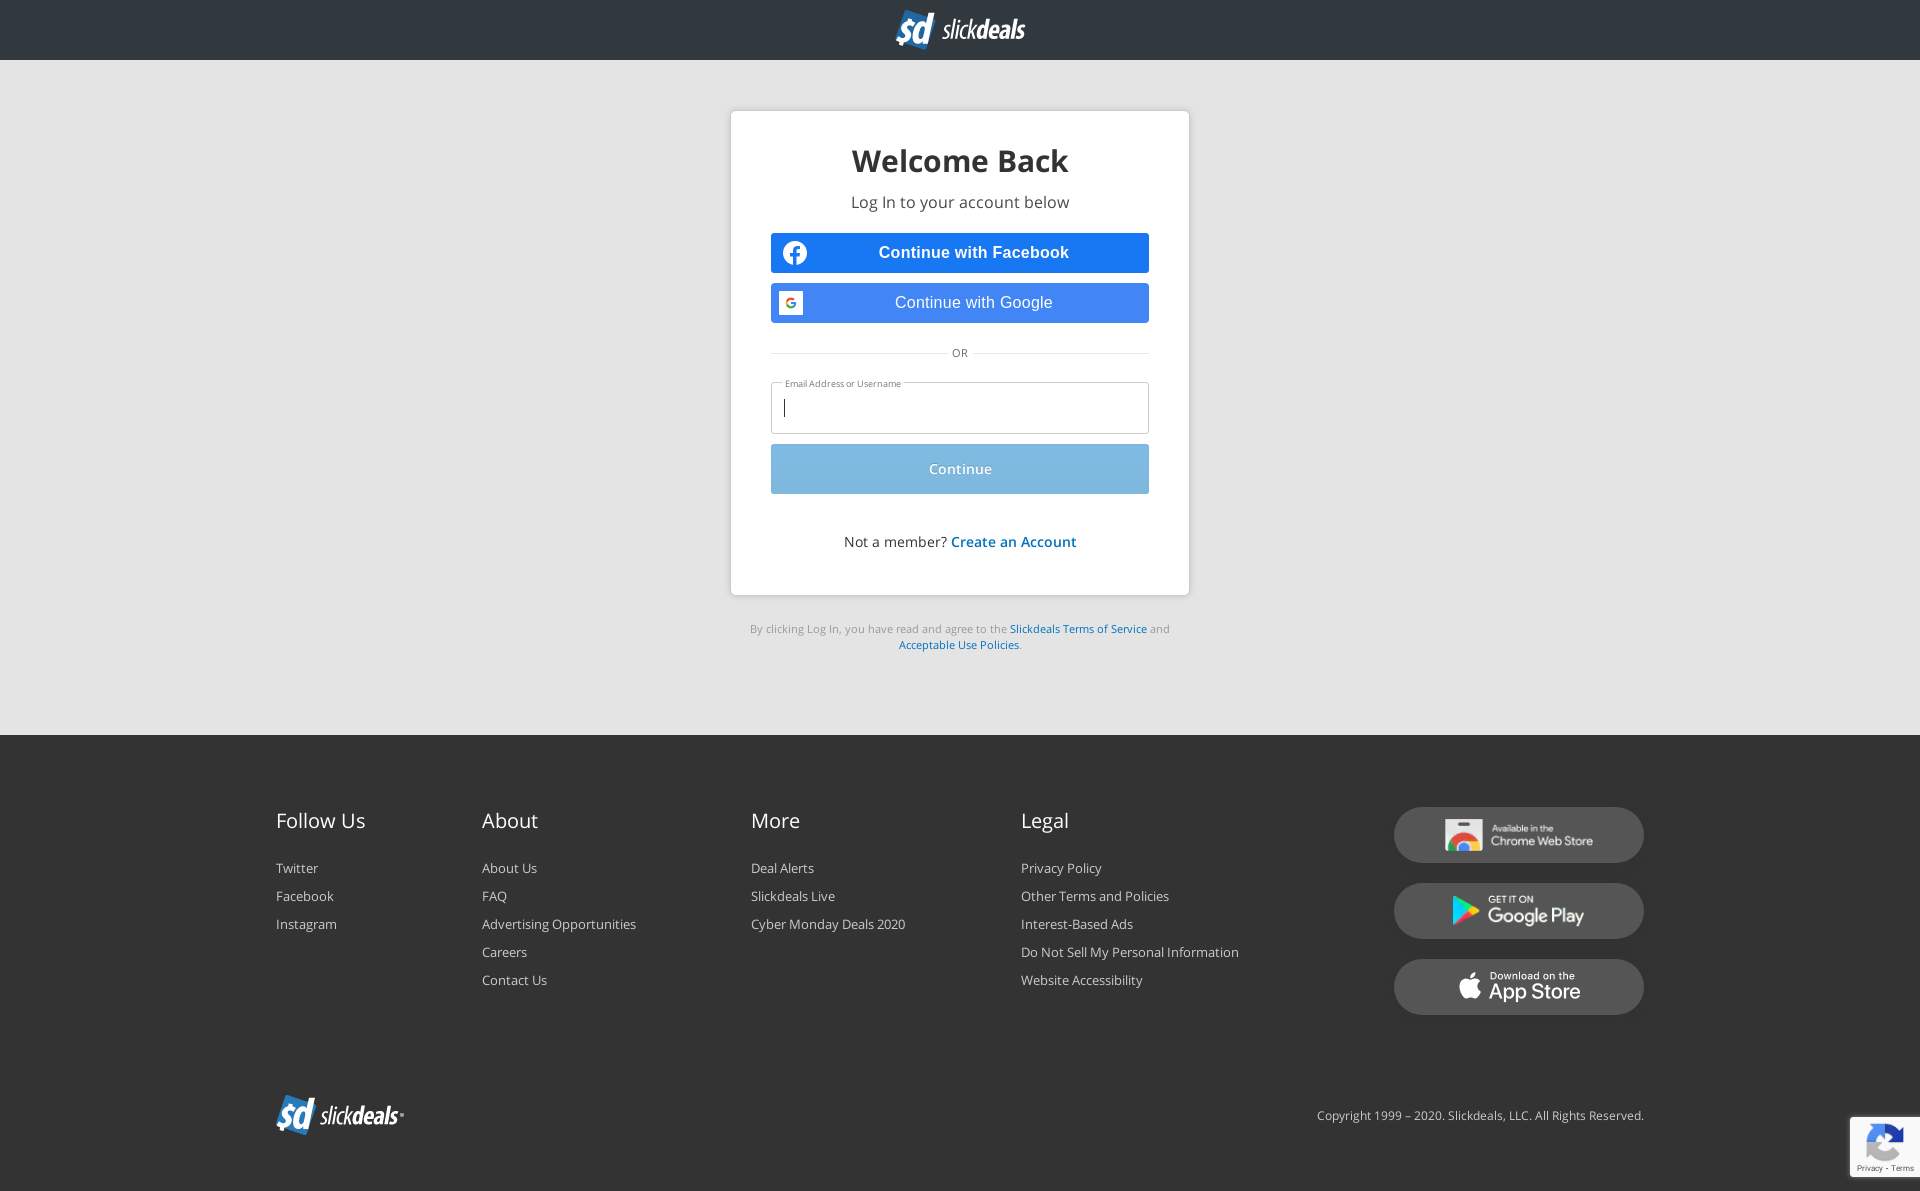 $d slickdeals
Welcome Back
Log In to your account below
Continue with Facebook
Continue with Google
OR
Email Address or Username
Continue
Not a member? Create an Account
By clicking Log In, you have read and agree to the Slickdeals Terms of Service and
Acceptable Use Policies.
Follow Us
Twitter
Facebook
Instagram
About
About Us
FAQ
Advertising Opportunities
Careers
Contact Us
More
Deal Alerts
Slickdeals Live
Cyber Monday Deals 2020
Legal
Privacy Policy
Other Terms and Policies
Interest-Based Ads
Do Not Sell My Personal Information
Website Accessibility
Available in the
Chrome Web Store
GET IT ON
Google Play
Download on the
App Store
$d slickdeals
Copyright 1999 – 2020. Slickdeals, LLC. All Rights Reserved.
Privacy - Terms